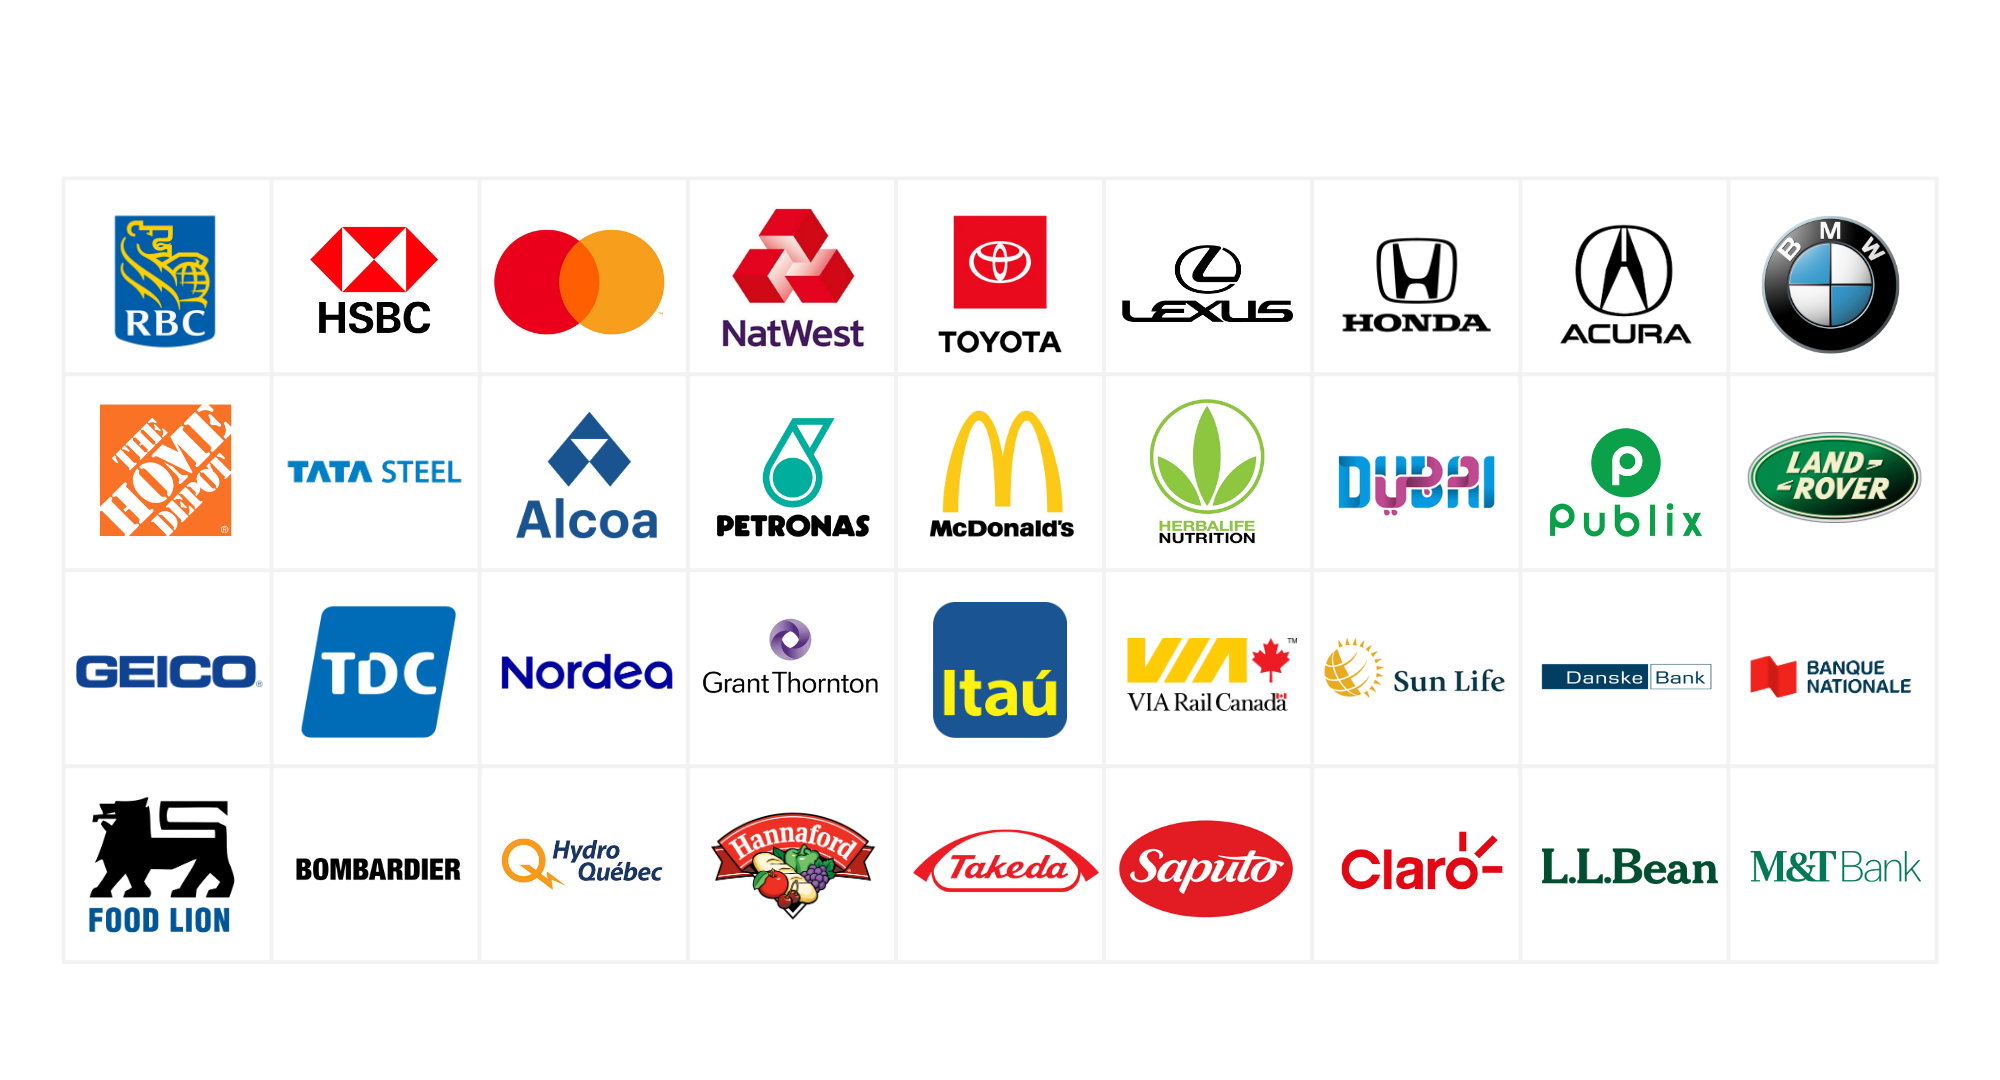 RBC
HSBC
NatWest
TOYOTA
LEXUS
HONDA
ACURA
BMW
THE
HOME
DEPOT
®
TATA STEEL
Alcoa
PETRONAS
McDonald's
HERBALIFE
NUTRITION
DUBAI
p
Publix
LAND-
-ROVER
GEICO®
TDC
Nordea
Grant Thornton
Itaú
VIA ™
VIA Rail Canada
Sun Life
Danske Bank
BANQUE
NATIONALE
FOOD LION
BOMBARDIER
Hydro
Québec
Hannaford
Takeda
Saputo
Claro
L.L.Bean
M&T Bank